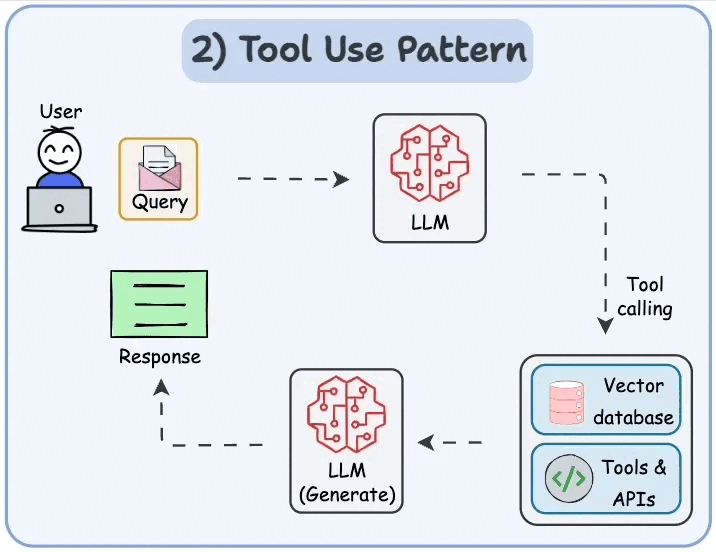 2) Tool Use Pattern
User
Query
LLM
Tool
calling
Response
Vector
database
Tools &
APIs
</>
LLM
(Generate)